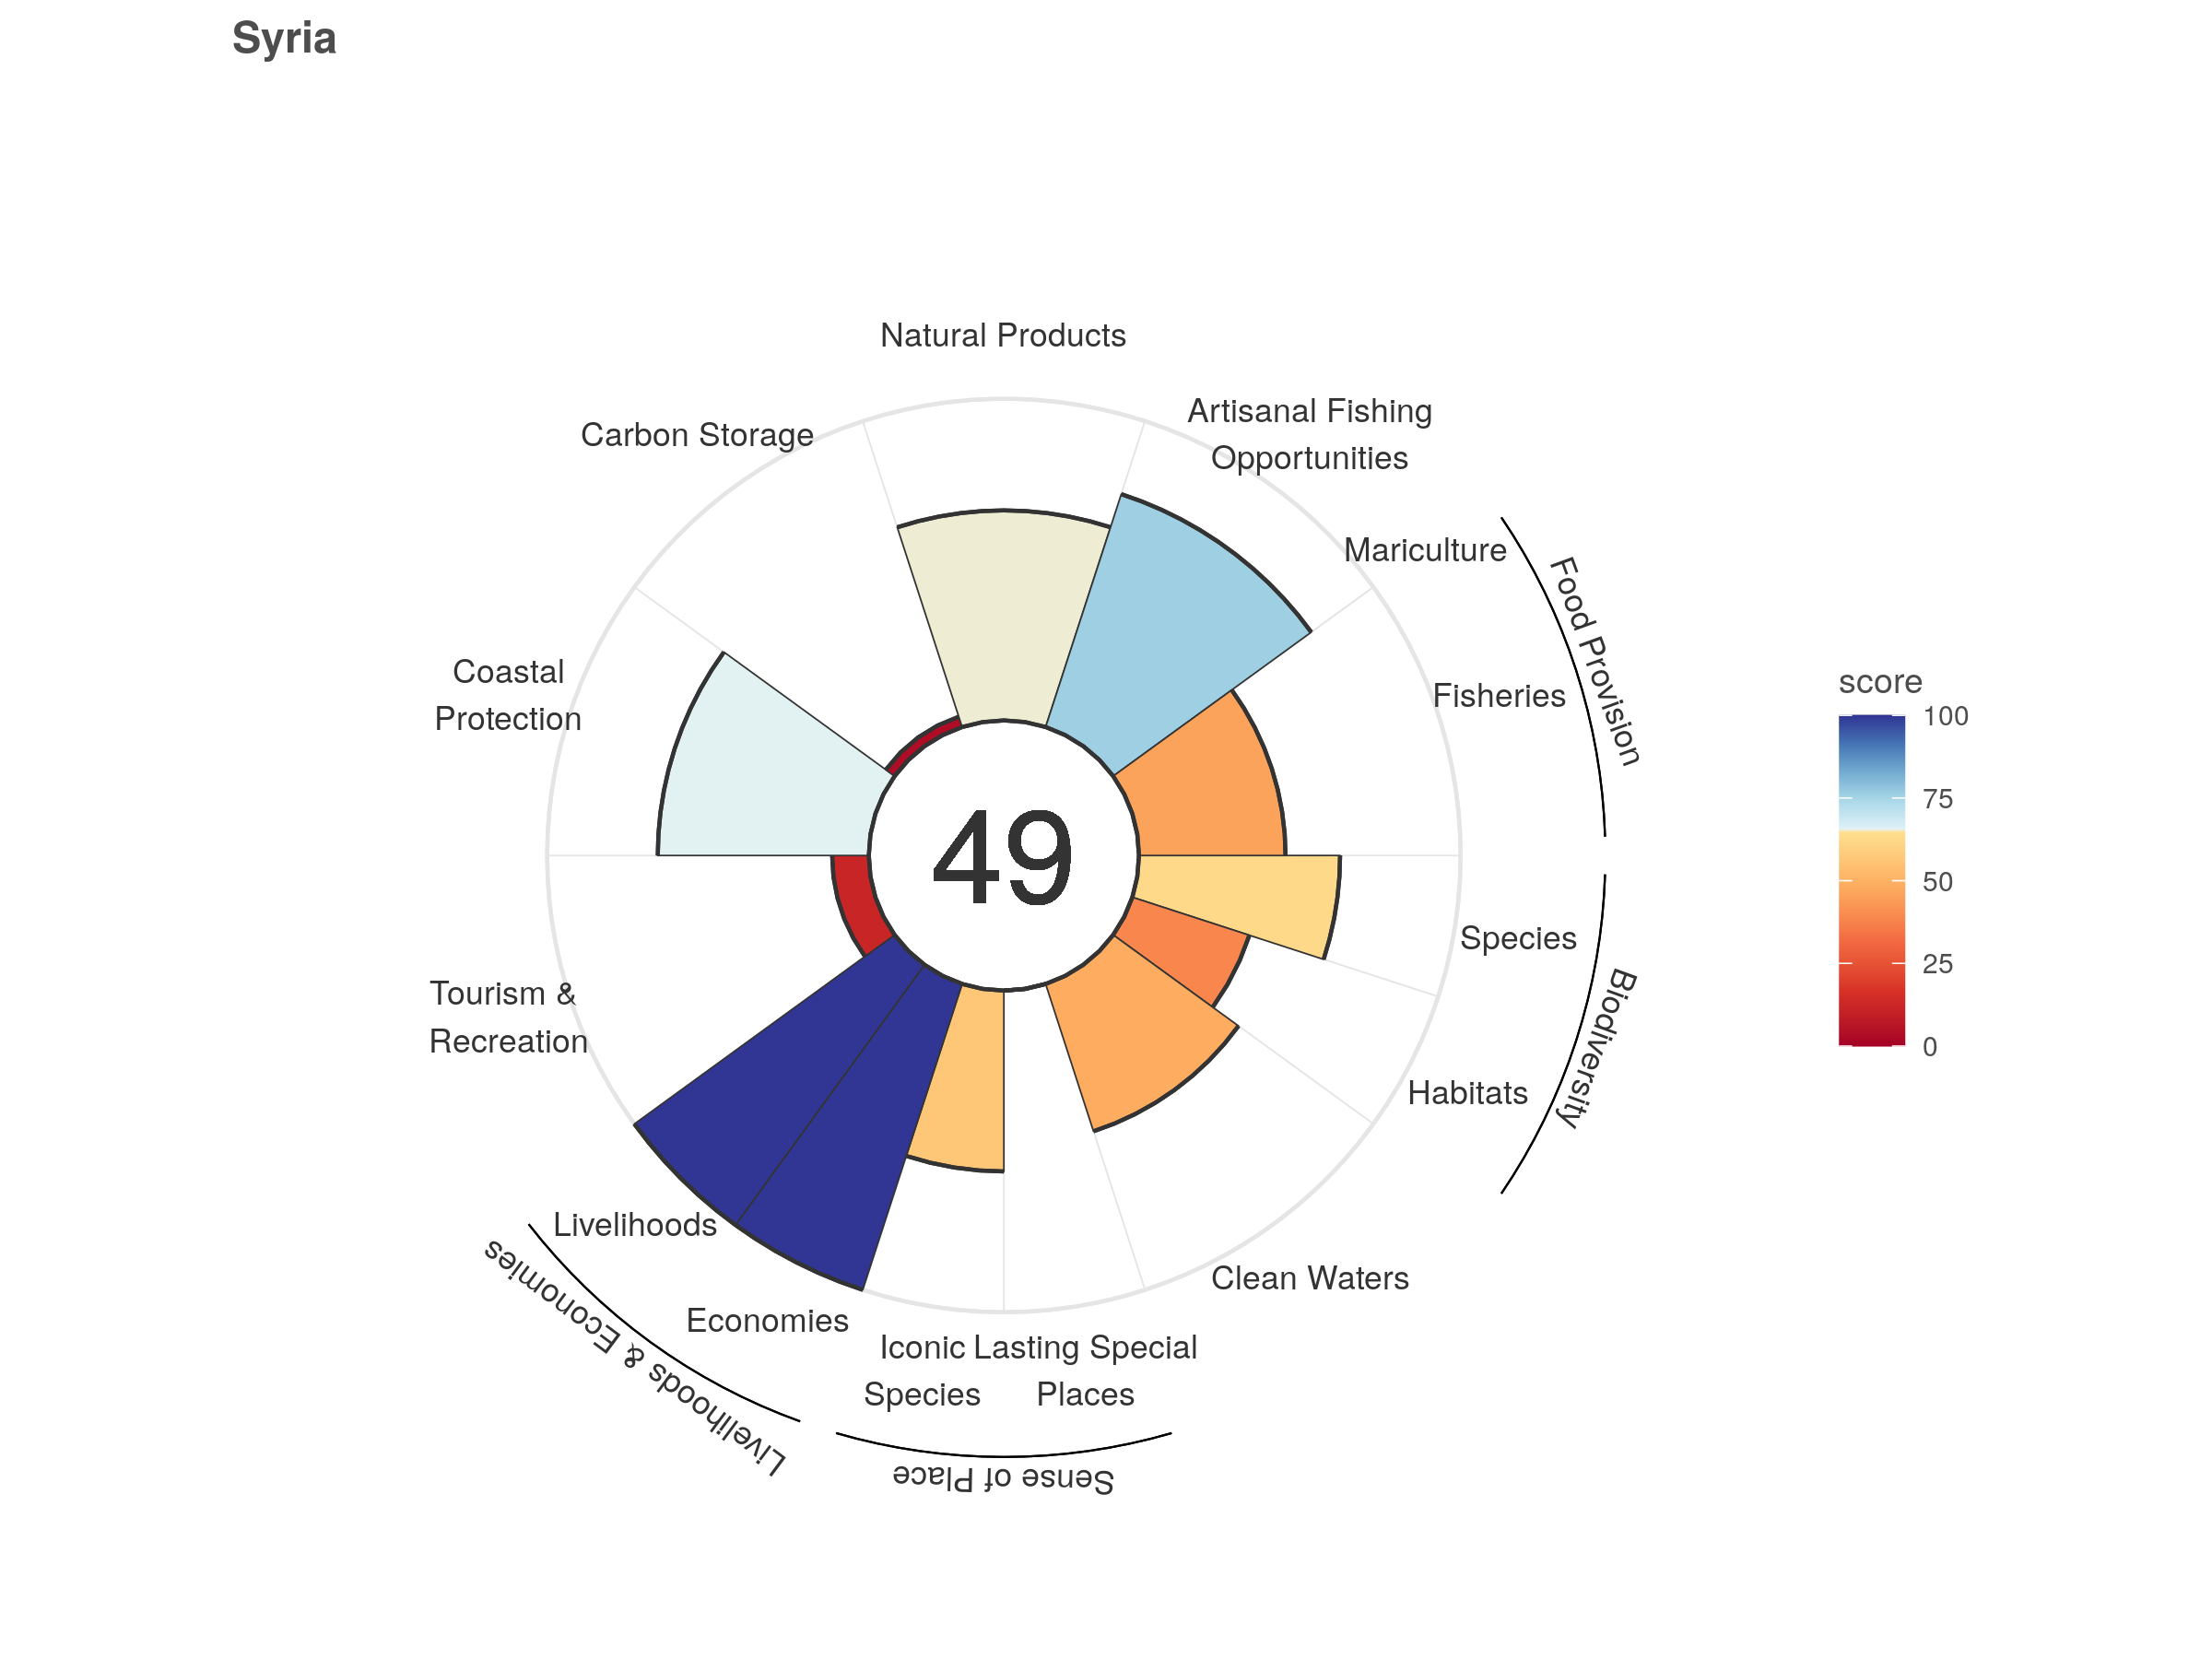 Syria
Natural Products
Artisanal Fishing
Opportunities
Carbon Storage
Mariculture
Food Provision
Fisheries
Coastal
Protection
score
100
75
50
25
0
49
Species
Biodiversity
Tourism &
Recreation
Habitats
Livelihoods
Clean Waters
Economies
Livelihoods & Economies
Iconic
Species
Lasting Special
Places
Sense of Place